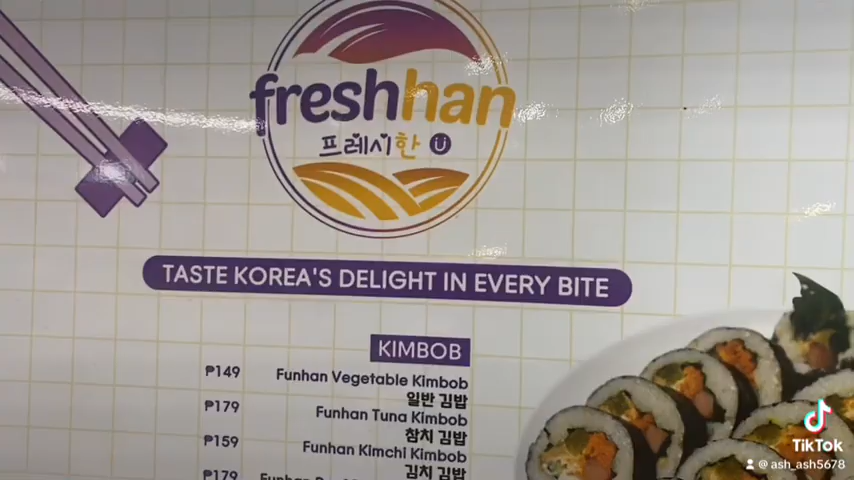 freshhan
프레시한 U
TASTE KOREA'S DELIGHT IN EVERY BITE
KIMBOB
₱149 Funhan Vegetable Kimbob
일반 김밥
₱179 Funhan Tuna Kimbob
참치 김밥
₱159 Funhan Kimchi Kimbob
김치 김밥
₱179 Funhan
TikTok
@ash_ash5678